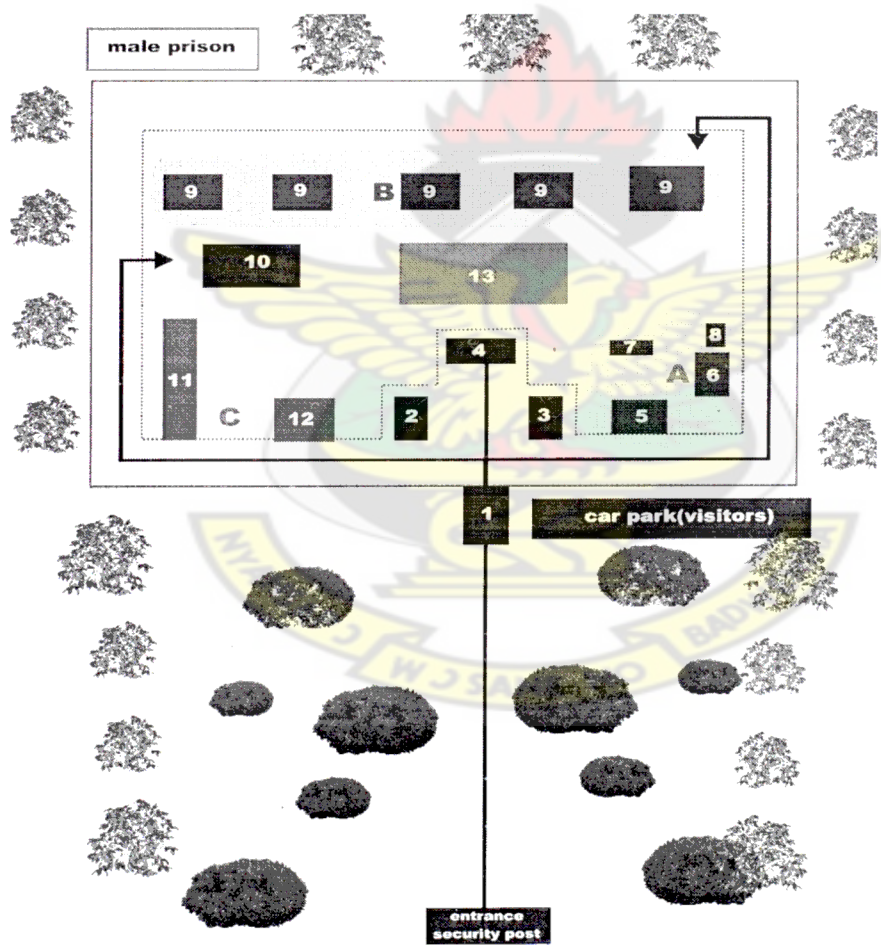 male prison
9 9 B 9 9 9
10 13
4 7 8
11 A 6
C 12 2 3 5
1 car park(visitors)
entrance
security post